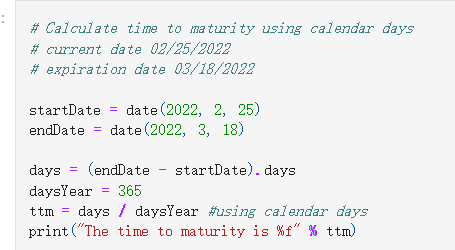 :
# Calculate time to maturity using calendar days
# current date 02/25/2022
# expiration date 03/18/2022
startDate = date(2022, 2, 25)
endDate = date(2022, 3, 18)
days = (endDate - startDate).days
daysYear = 365
ttm = days / daysYear #using calendar days
print("The time to maturity is %f" % ttm)